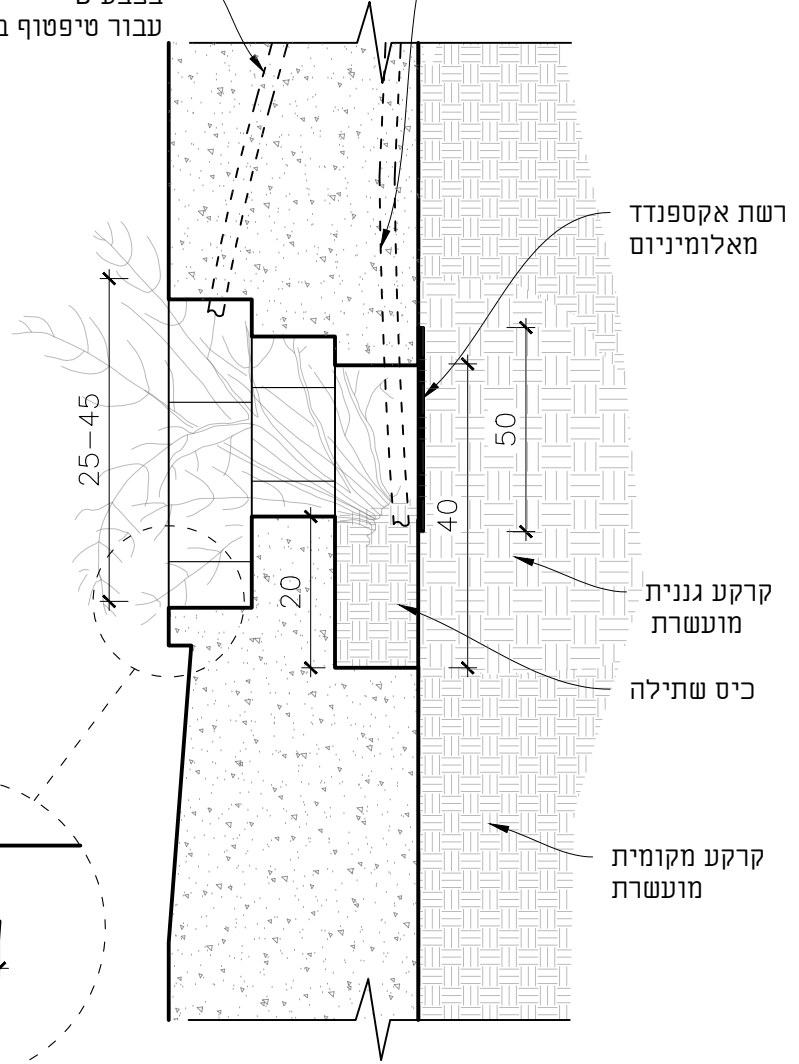 עבור טיפטוף
רשת אקספנדד
מאלומיניום
25-45
50
40
20
קרקע גננית
מועשרת
כיס שתילה
קרקע מקומית
מועשרת